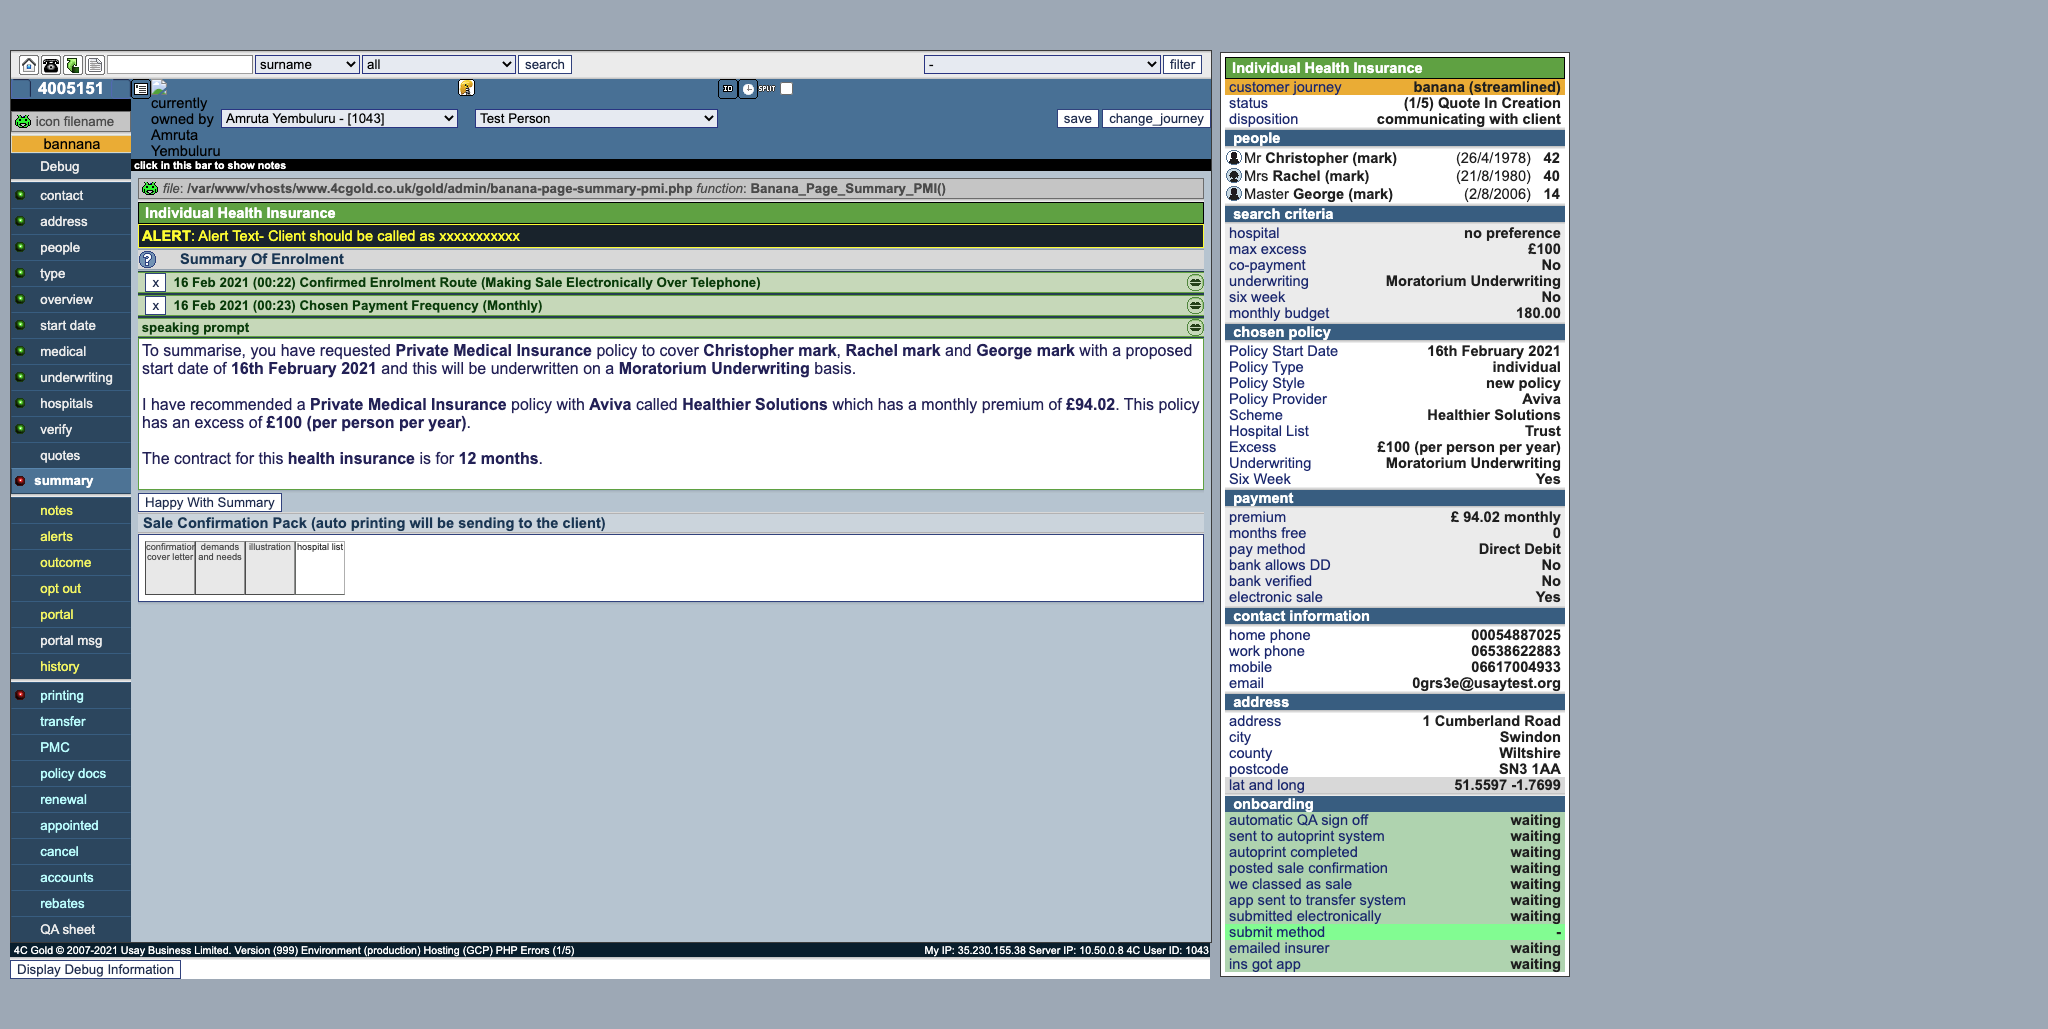 surname all search - filter
4005151
currently owned by Amruta Yembuluru
Amruta Yembuluru - [1043]
Test Person
ID SPLIT
save change_journey
icon filename
bannana
Debug
click in this bar to show notes
contact
address
people
type
overview
start date
medical
underwriting
hospitals
verify
quotes
summary
notes
alerts
outcome
opt out
portal
portal msg
history
printing
transfer
PMC
policy docs
renewal
appointed
cancel
accounts
rebates
QA sheet
file: /var/www/vhosts/www.4cgold.co.uk/gold/admin/banana-page-summary-pmi.php function: Banana_Page_Summary_PMI()
Individual Health Insurance
ALERT: Alert Text- Client should be called as xxxxxxxxxxx
? Summary Of Enrolment
x 16 Feb 2021 (00:22) Confirmed Enrolment Route (Making Sale Electronically Over Telephone)
x 16 Feb 2021 (00:23) Chosen Payment Frequency (Monthly)
speaking prompt
To summarise, you have requested Private Medical Insurance policy to cover Christopher mark, Rachel mark and George mark with a proposed
start date of 16th February 2021 and this will be underwritten on a Moratorium Underwriting basis.
I have recommended a Private Medical Insurance policy with Aviva called Healthier Solutions which has a monthly premium of £94.02. This policy
has an excess of £100 (per person per year).
The contract for this health insurance is for 12 months.
Happy With Summary
Sale Confirmation Pack (auto printing will be sending to the client)
confirmation cover letter
demands and needs
illustration
hospital list
4C Gold © 2007-2021 Usay Business Limited. Version (999) Environment (production) Hosting (GCP) PHP Errors (1/5)
My IP: 35.230.155.38 Server IP: 10.50.0.8 4C User ID: 1043
Display Debug Information
Individual Health Insurance
customer journey banana (streamlined)
status (1/5) Quote In Creation
disposition communicating with client
people
Mr Christopher (mark) (26/4/1978) 42
Mrs Rachel (mark) (21/8/1980) 40
Master George (mark) (2/8/2006) 14
search criteria
hospital no preference
max excess £100
co-payment No
underwriting Moratorium Underwriting
six week No
monthly budget 180.00
chosen policy
Policy Start Date 16th February 2021
Policy Type individual
Policy Style new policy
Policy Provider Aviva
Scheme Healthier Solutions
Hospital List Trust
Excess £100 (per person per year)
Underwriting Moratorium Underwriting
Six Week Yes
payment
premium £ 94.02 monthly
months free 0
pay method Direct Debit
bank allows DD No
bank verified No
electronic sale Yes
contact information
home phone 00054887025
work phone 06538622883
mobile 06617004933
email 0grs3e@usaytest.org
address
address 1 Cumberland Road
city Swindon
county Wiltshire
postcode SN3 1AA
lat and long 51.5597 -1.7699
onboarding
automatic QA sign off waiting
sent to autoprint system waiting
autoprint completed waiting
posted sale confirmation waiting
we classed as sale waiting
app sent to transfer system waiting
submitted electronically waiting
submit method -
emailed insurer waiting
ins got app waiting